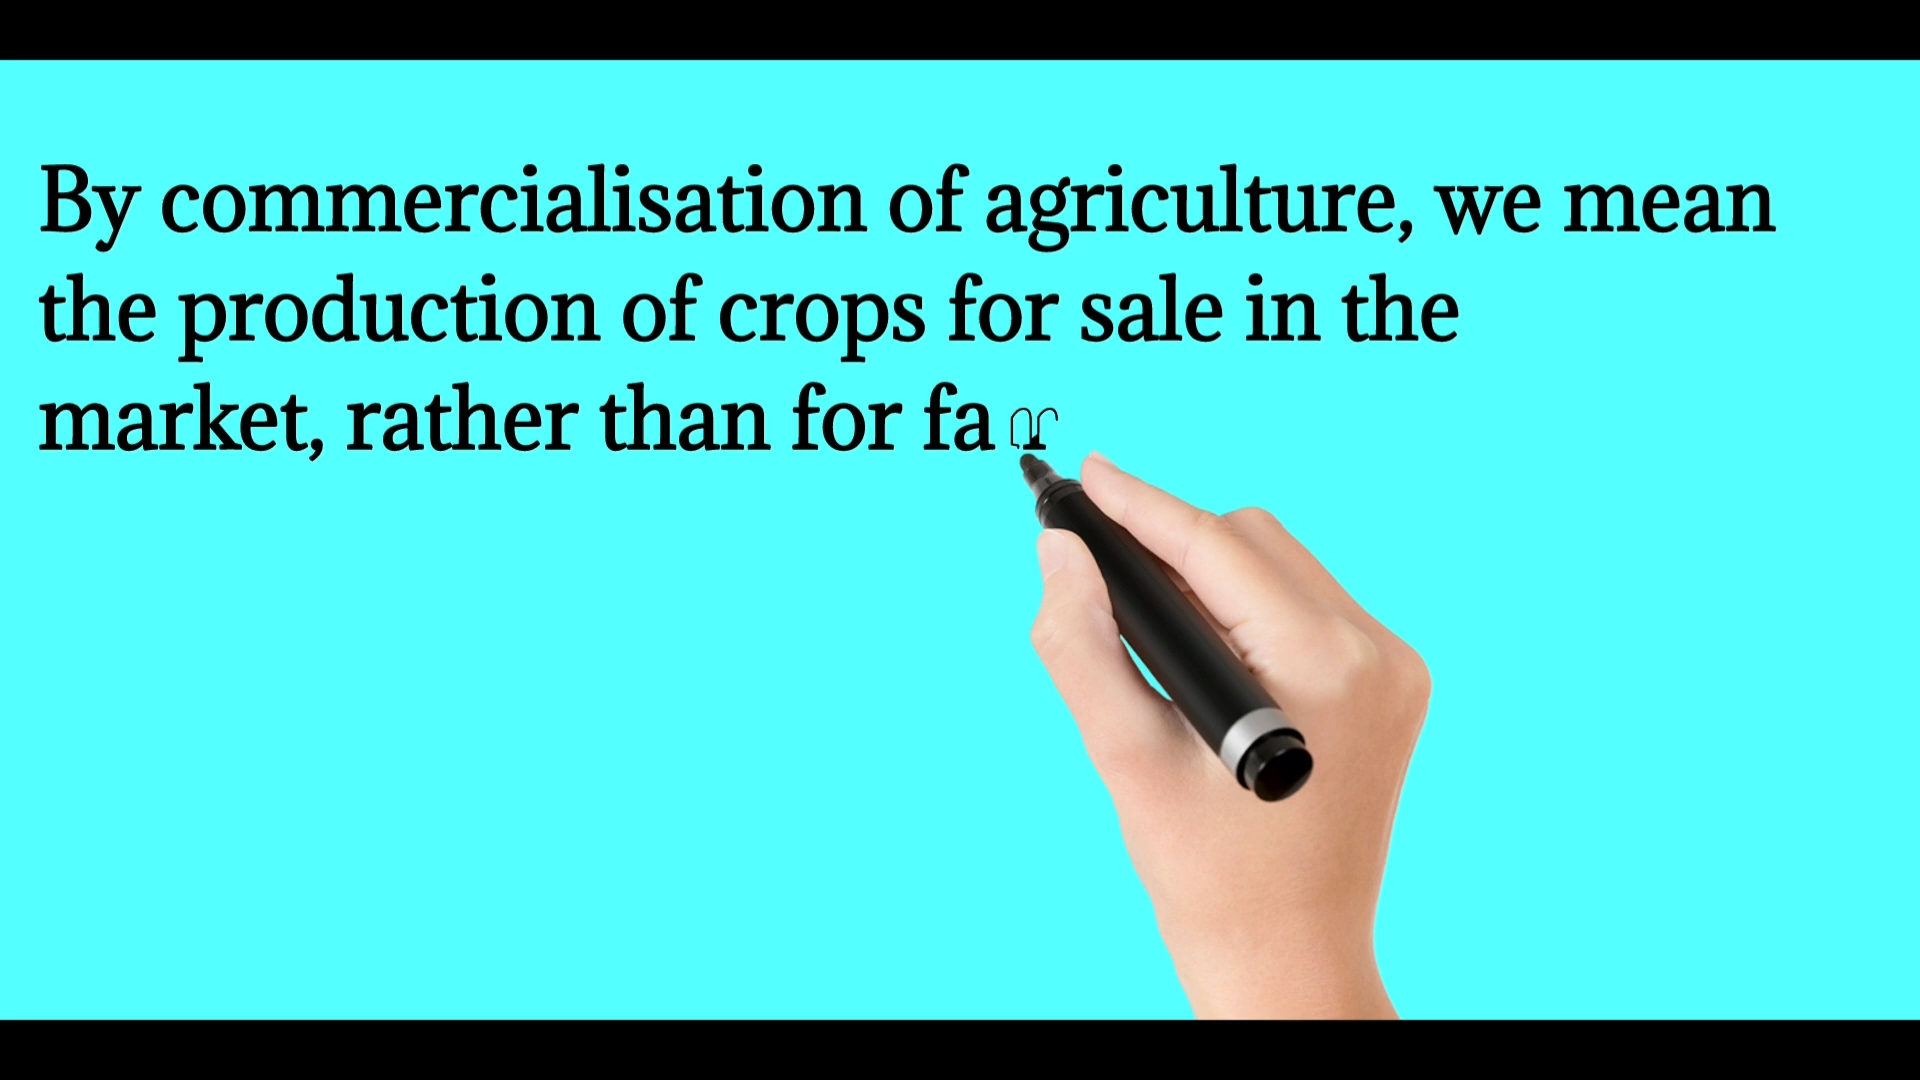 By commercialisation of agriculture, we mean
the production of crops for sale in the
market, rather than for fa